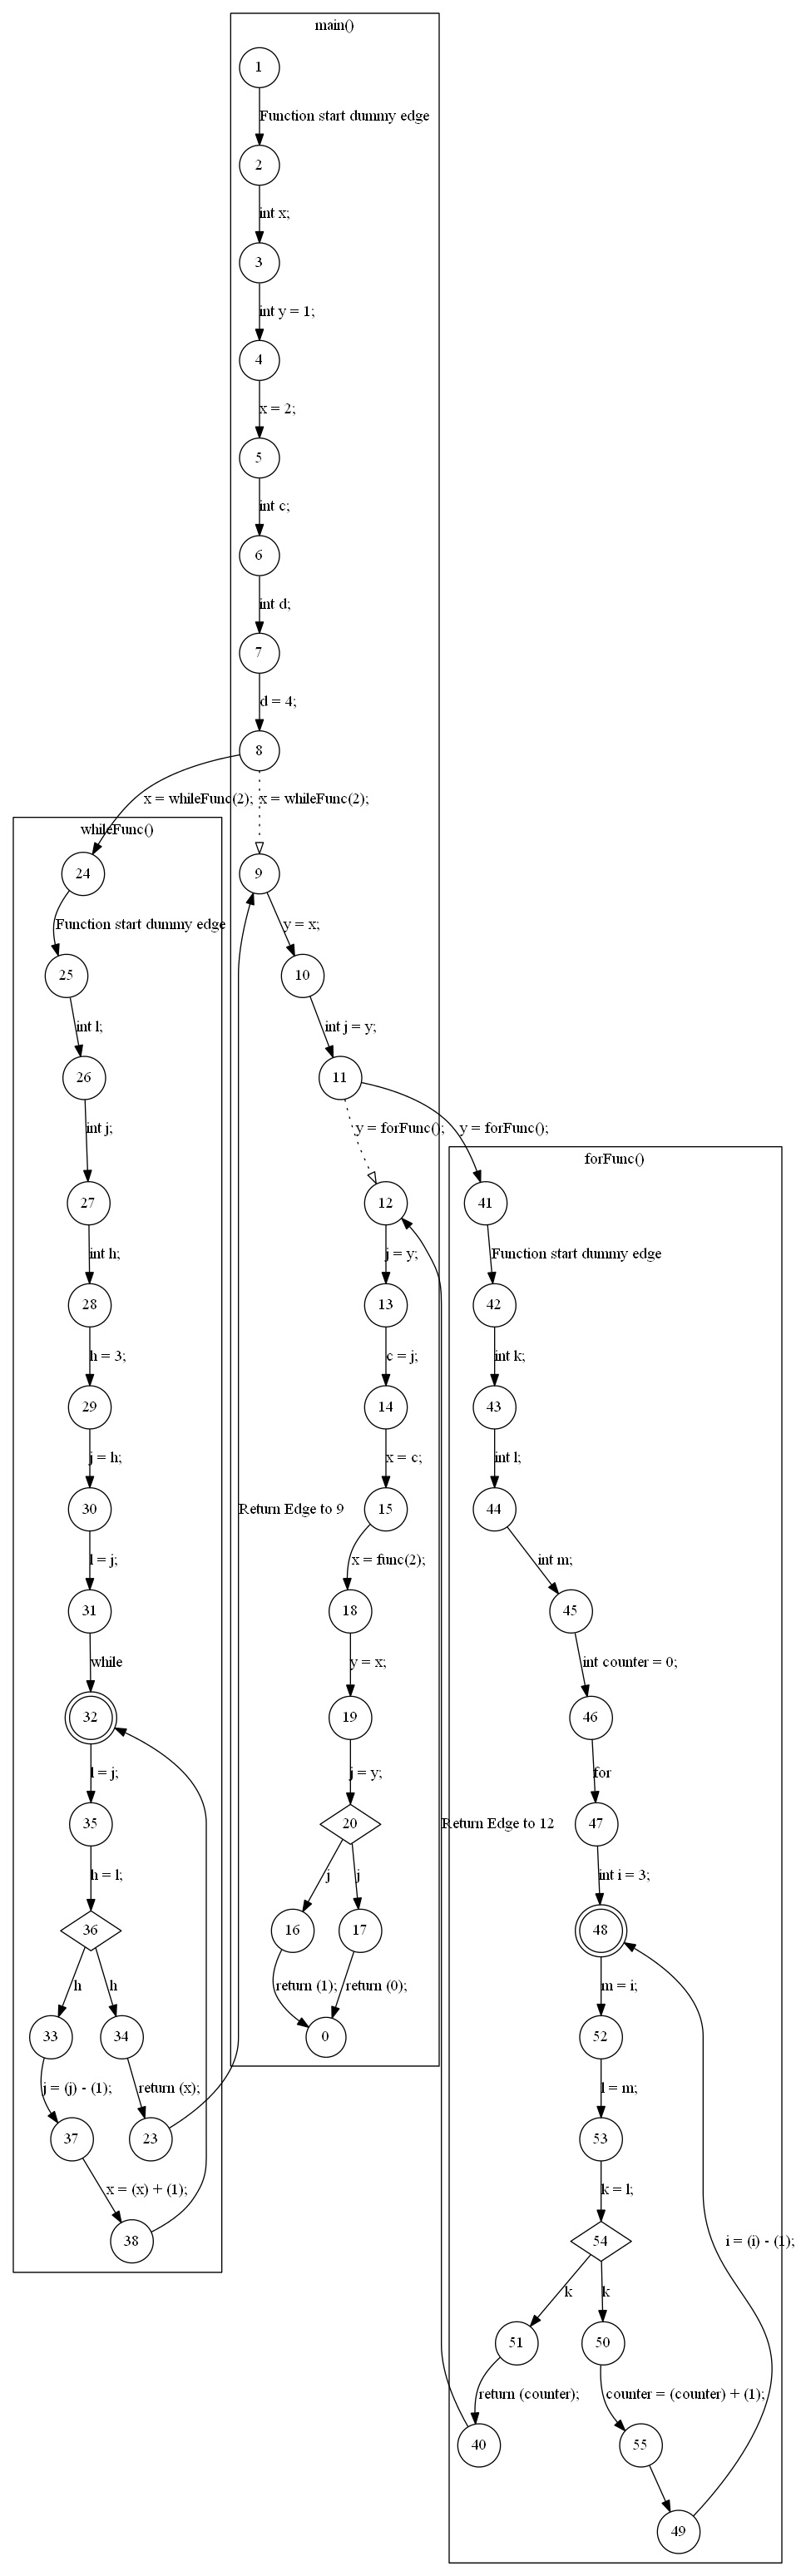 main()
1
Function start dummy edge
2
int x;
3
int y = 1;
4
x = 2;
5
int c;
6
int d;
7
d = 4;
8
x = whileFunc(2);
x = whileFunc(2);
whileFunc()
24
9
Function start dummy edge
y = x;
25
10
int l;
int j = y;
26
11
int j;
y = forFunc();
y = forFunc();
forFunc()
27
12
41
int h;
j = y;
Function start dummy edge
28
13
42
h = 3;
c = j;
int k;
29
14
43
j = h;
x = c;
int l;
30
Return Edge to 9
15
44
l = j;
x = func(2);
int m;
31
18
45
while
y = x;
int counter = 0;
32
19
46
l = j;
j = y;
for
35
20
Return Edge to 12
47
h = l;
j
j
int i = 3;
36
16
17
48
h
h
return (1);
return (0);
m = i;
33
34
0
52
j = (j) - (1);
return (x);
l = m;
37
23
53
x = (x) + (1);
k = l;
38
54
i = (i) - (1);
k
k
51
50
return (counter);
counter = (counter) + (1);
40
55
49